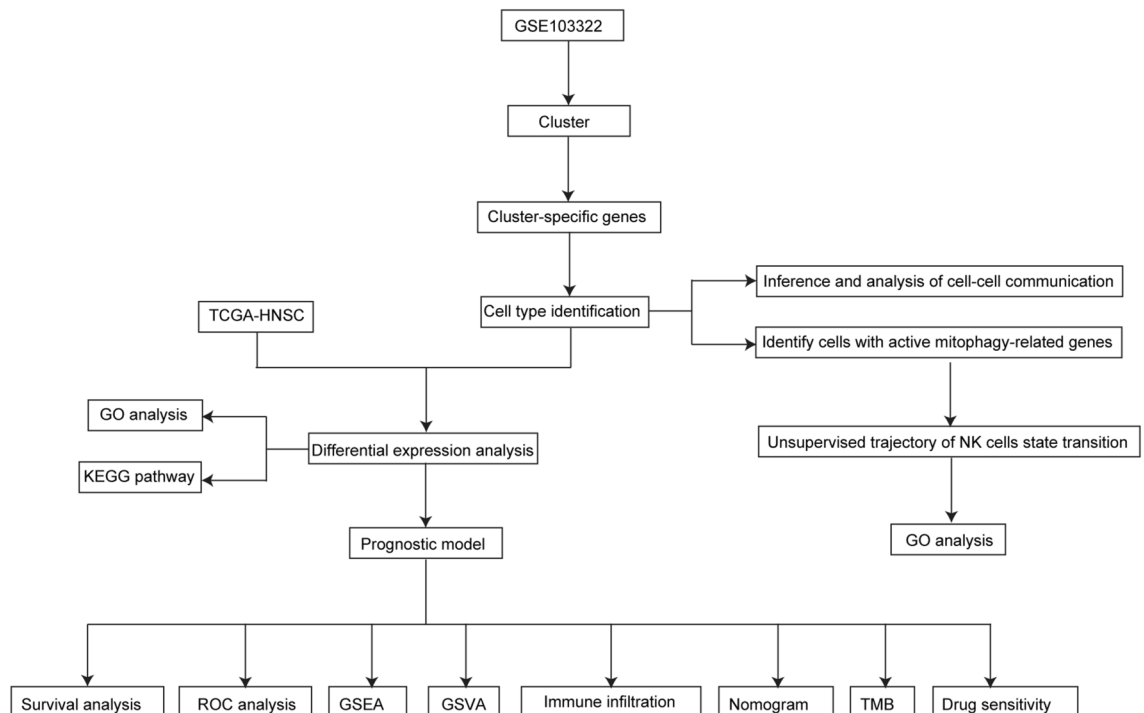 GSE103322
Cluster
Cluster-specific genes
Inference and analysis of cell-cell communication
TCGA-HNSC
Cell type identification
Identify cells with active mitophagy-related genes
GO analysis
Differential expression analysis
Unsupervised trajectory of NK cells state transition
KEGG pathway
Prognostic model
GO analysis
Survival analysis
ROC analysis
GSEA
GSVA
Immune infiltration
Nomogram
TMB
Drug sensitivity